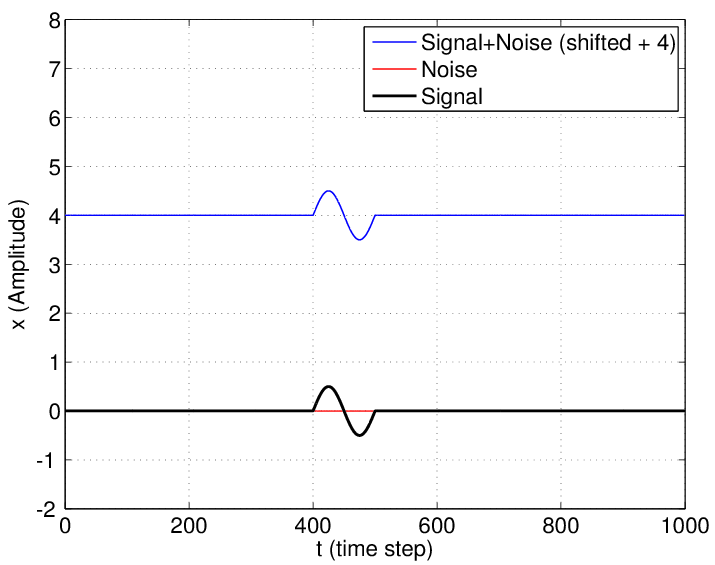 8
7
6
5
4
3
2
1
0
-1
-2
Signal+Noise (shifted + 4)
Noise
Signal
x (Amplitude)
0 200 400 600 800 1000
t (time step)